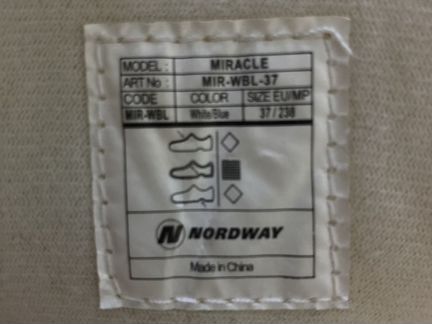 MODEL : MIRACLE
ART No : MIR-WBL-37
CODE COLOR SIZE EU/MP
MIR-WBL White/Blue 37 / 238
N NORDWAY
Made in China